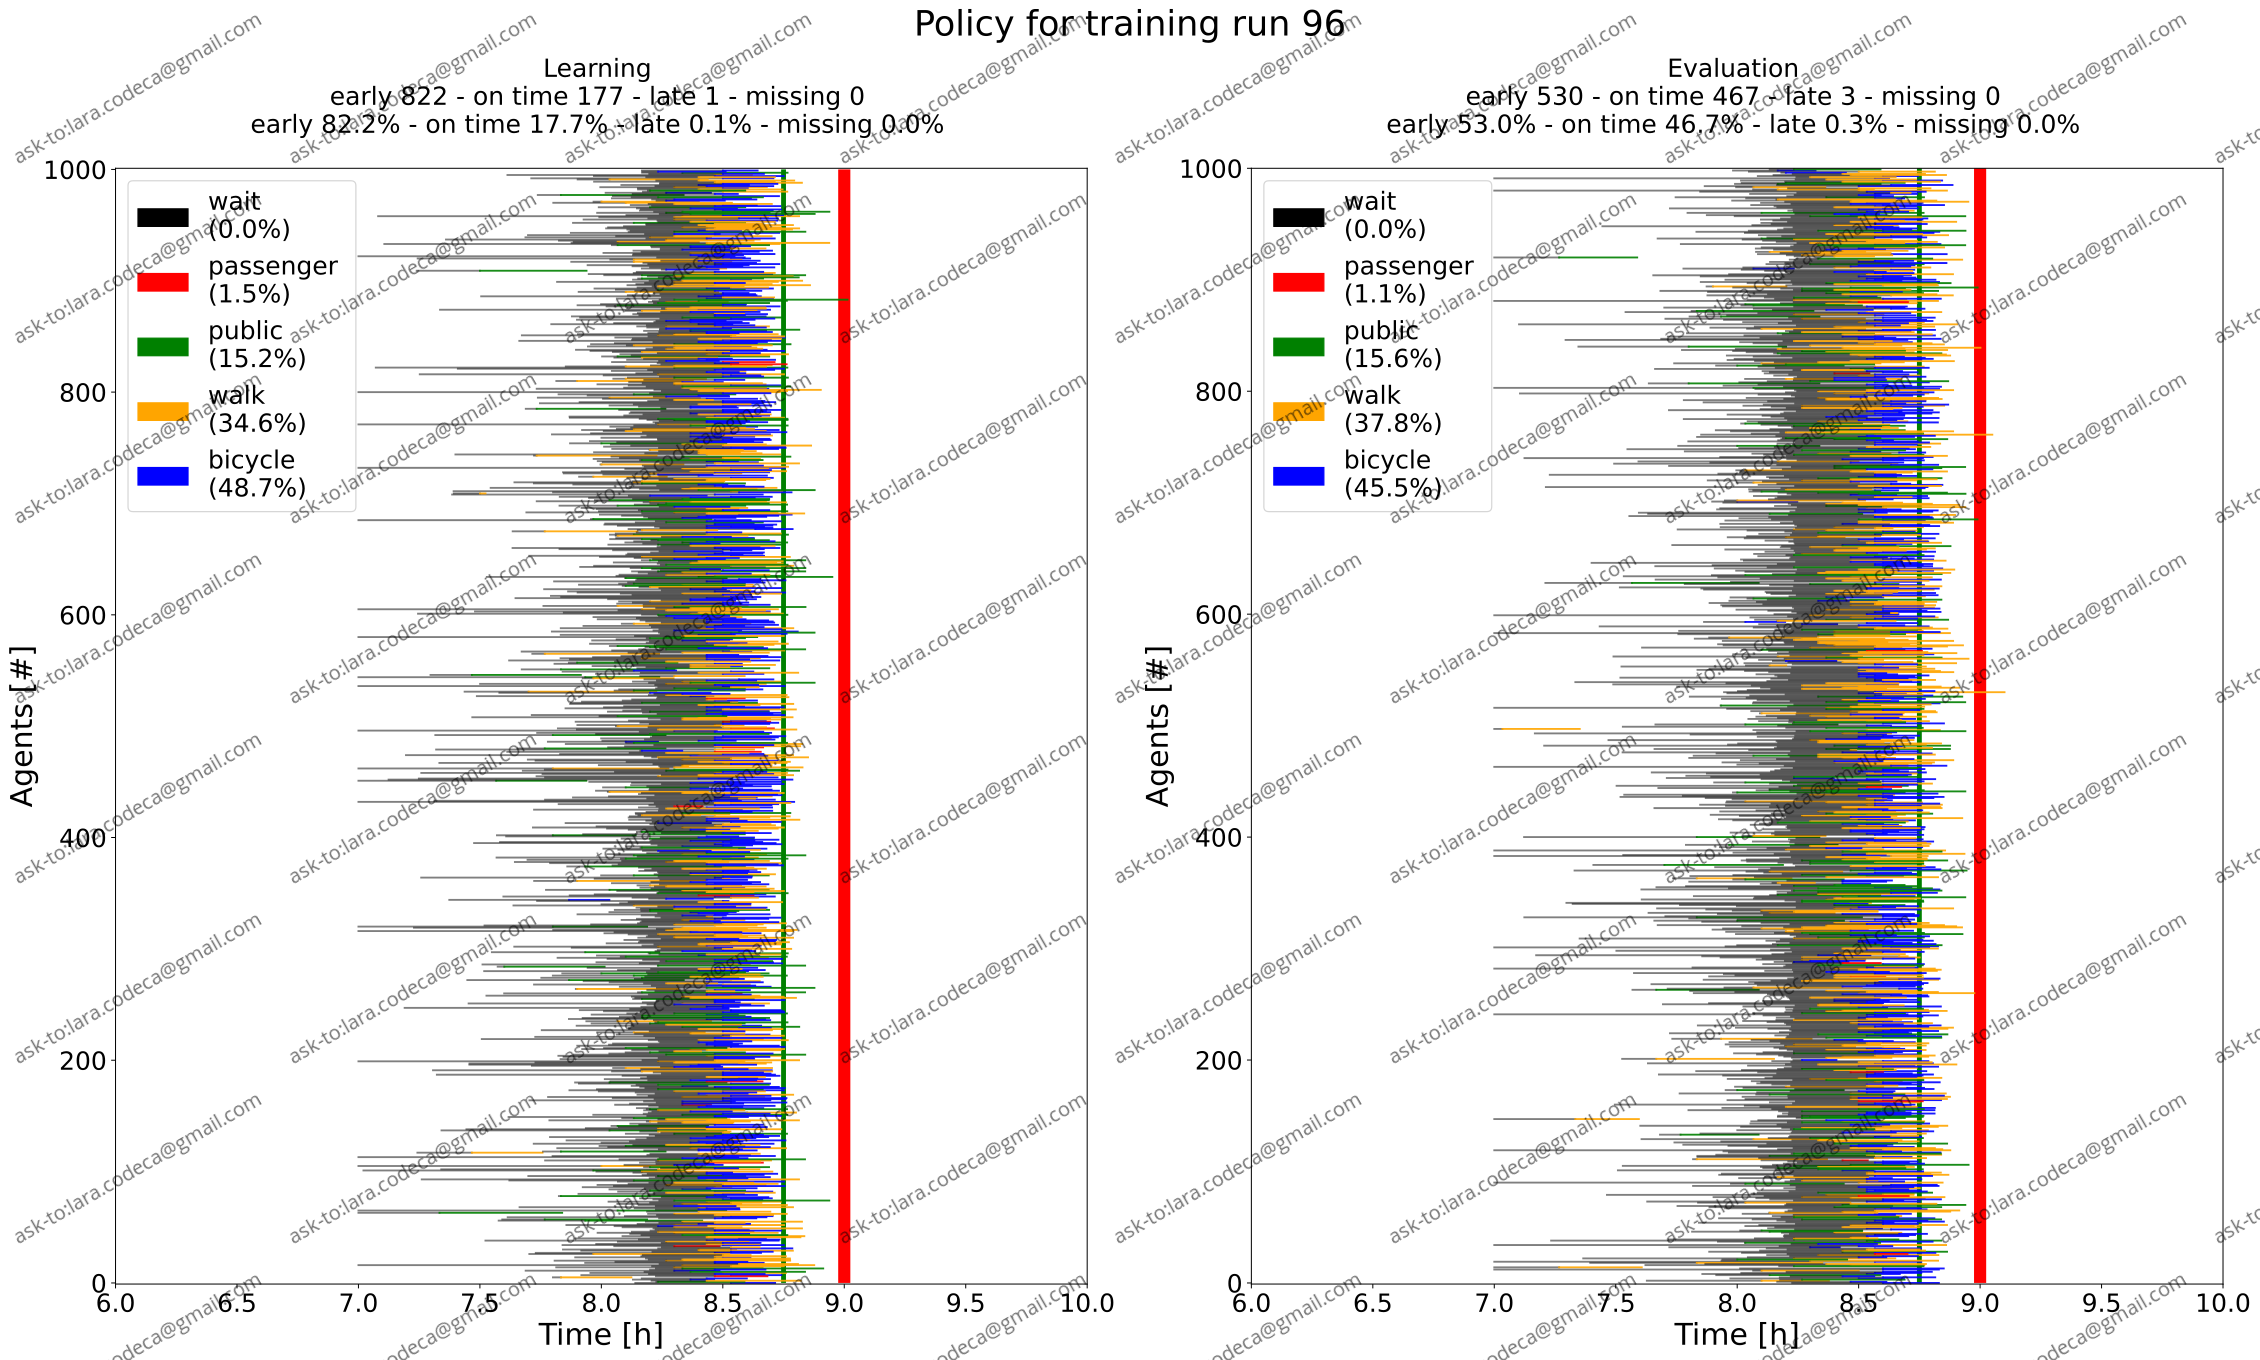 Policy for training run 96
Learning
early 822 - on time 177 - late 1 - missing 0
early 82.2% - on time 17.7% - late 0.1% - missing 0.0%
1000
800
600
400
200
0
Agents [#]
wait
(0.0%)
passenger
(1.5%)
public
(15.2%)
walk
(34.6%)
bicycle
(48.7%)
6.0 6.5 7.0 7.5 8.0 8.5 9.0 9.5 10.0
Time [h]
Evaluation
early 530 - on time 467 - late 3 - missing 0
early 53.0% - on time 46.7% - late 0.3% - missing 0.0%
1000
800
600
400
200
0
Agents [#]
wait
(0.0%)
passenger
(1.1%)
public
(15.6%)
walk
(37.8%)
bicycle
(45.5%)
6.0 6.5 7.0 7.5 8.0 8.5 9.0 9.5 10.0
Time [h]
ask-to:lara.codeca@gmail.com